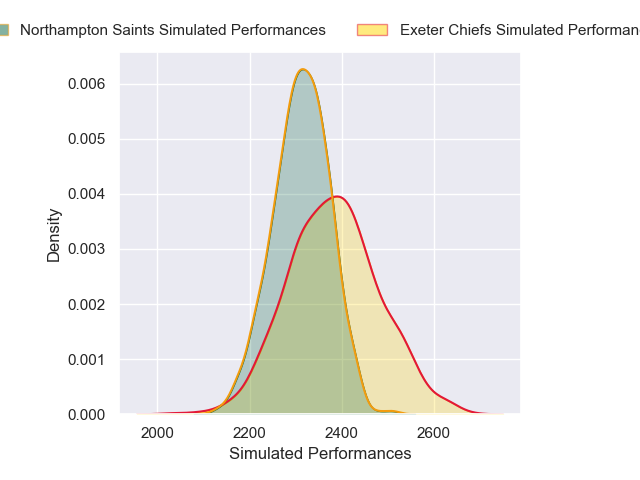 Northampton Saints Simulated Performances
Exeter Chiefs Simulated
0.006
0.005
0.004
0.003
0.002
0.001
0.000
Density
2000
2200
2400
2600
Simulated Performances